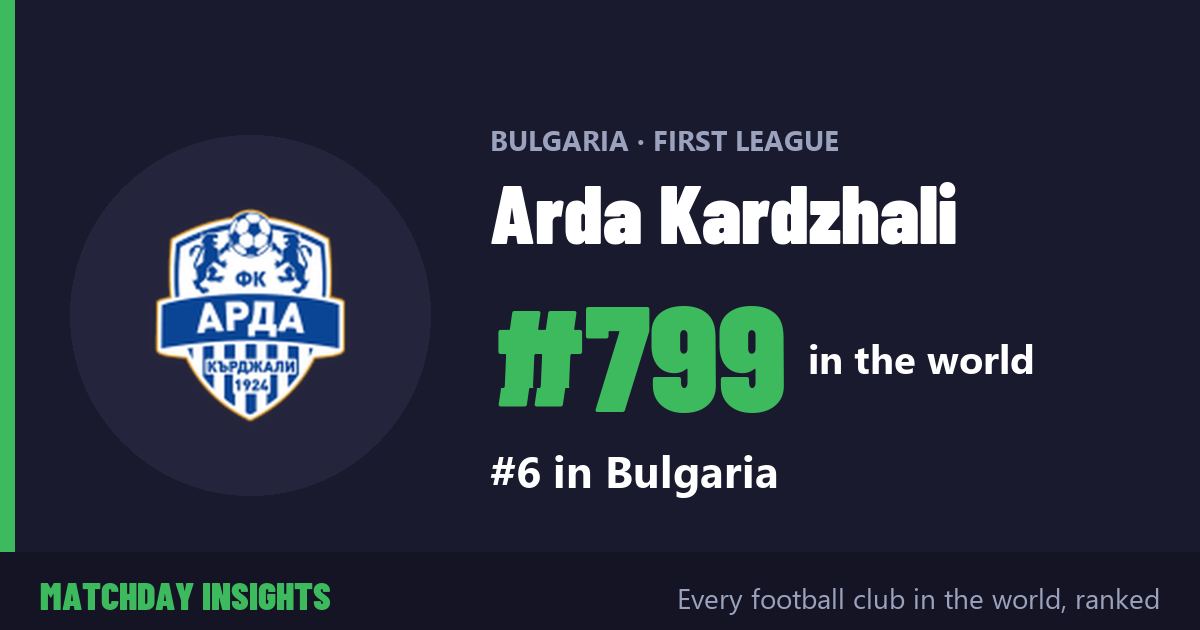 BULGARIA · FIRST LEAGUE
Arda Kardzhali
ФК
АРДА
КЪРДЖАЛИ
1924
#799 in the world
#6 in Bulgaria
MATCHDAY INSIGHTS
Every football club in the world, ranked